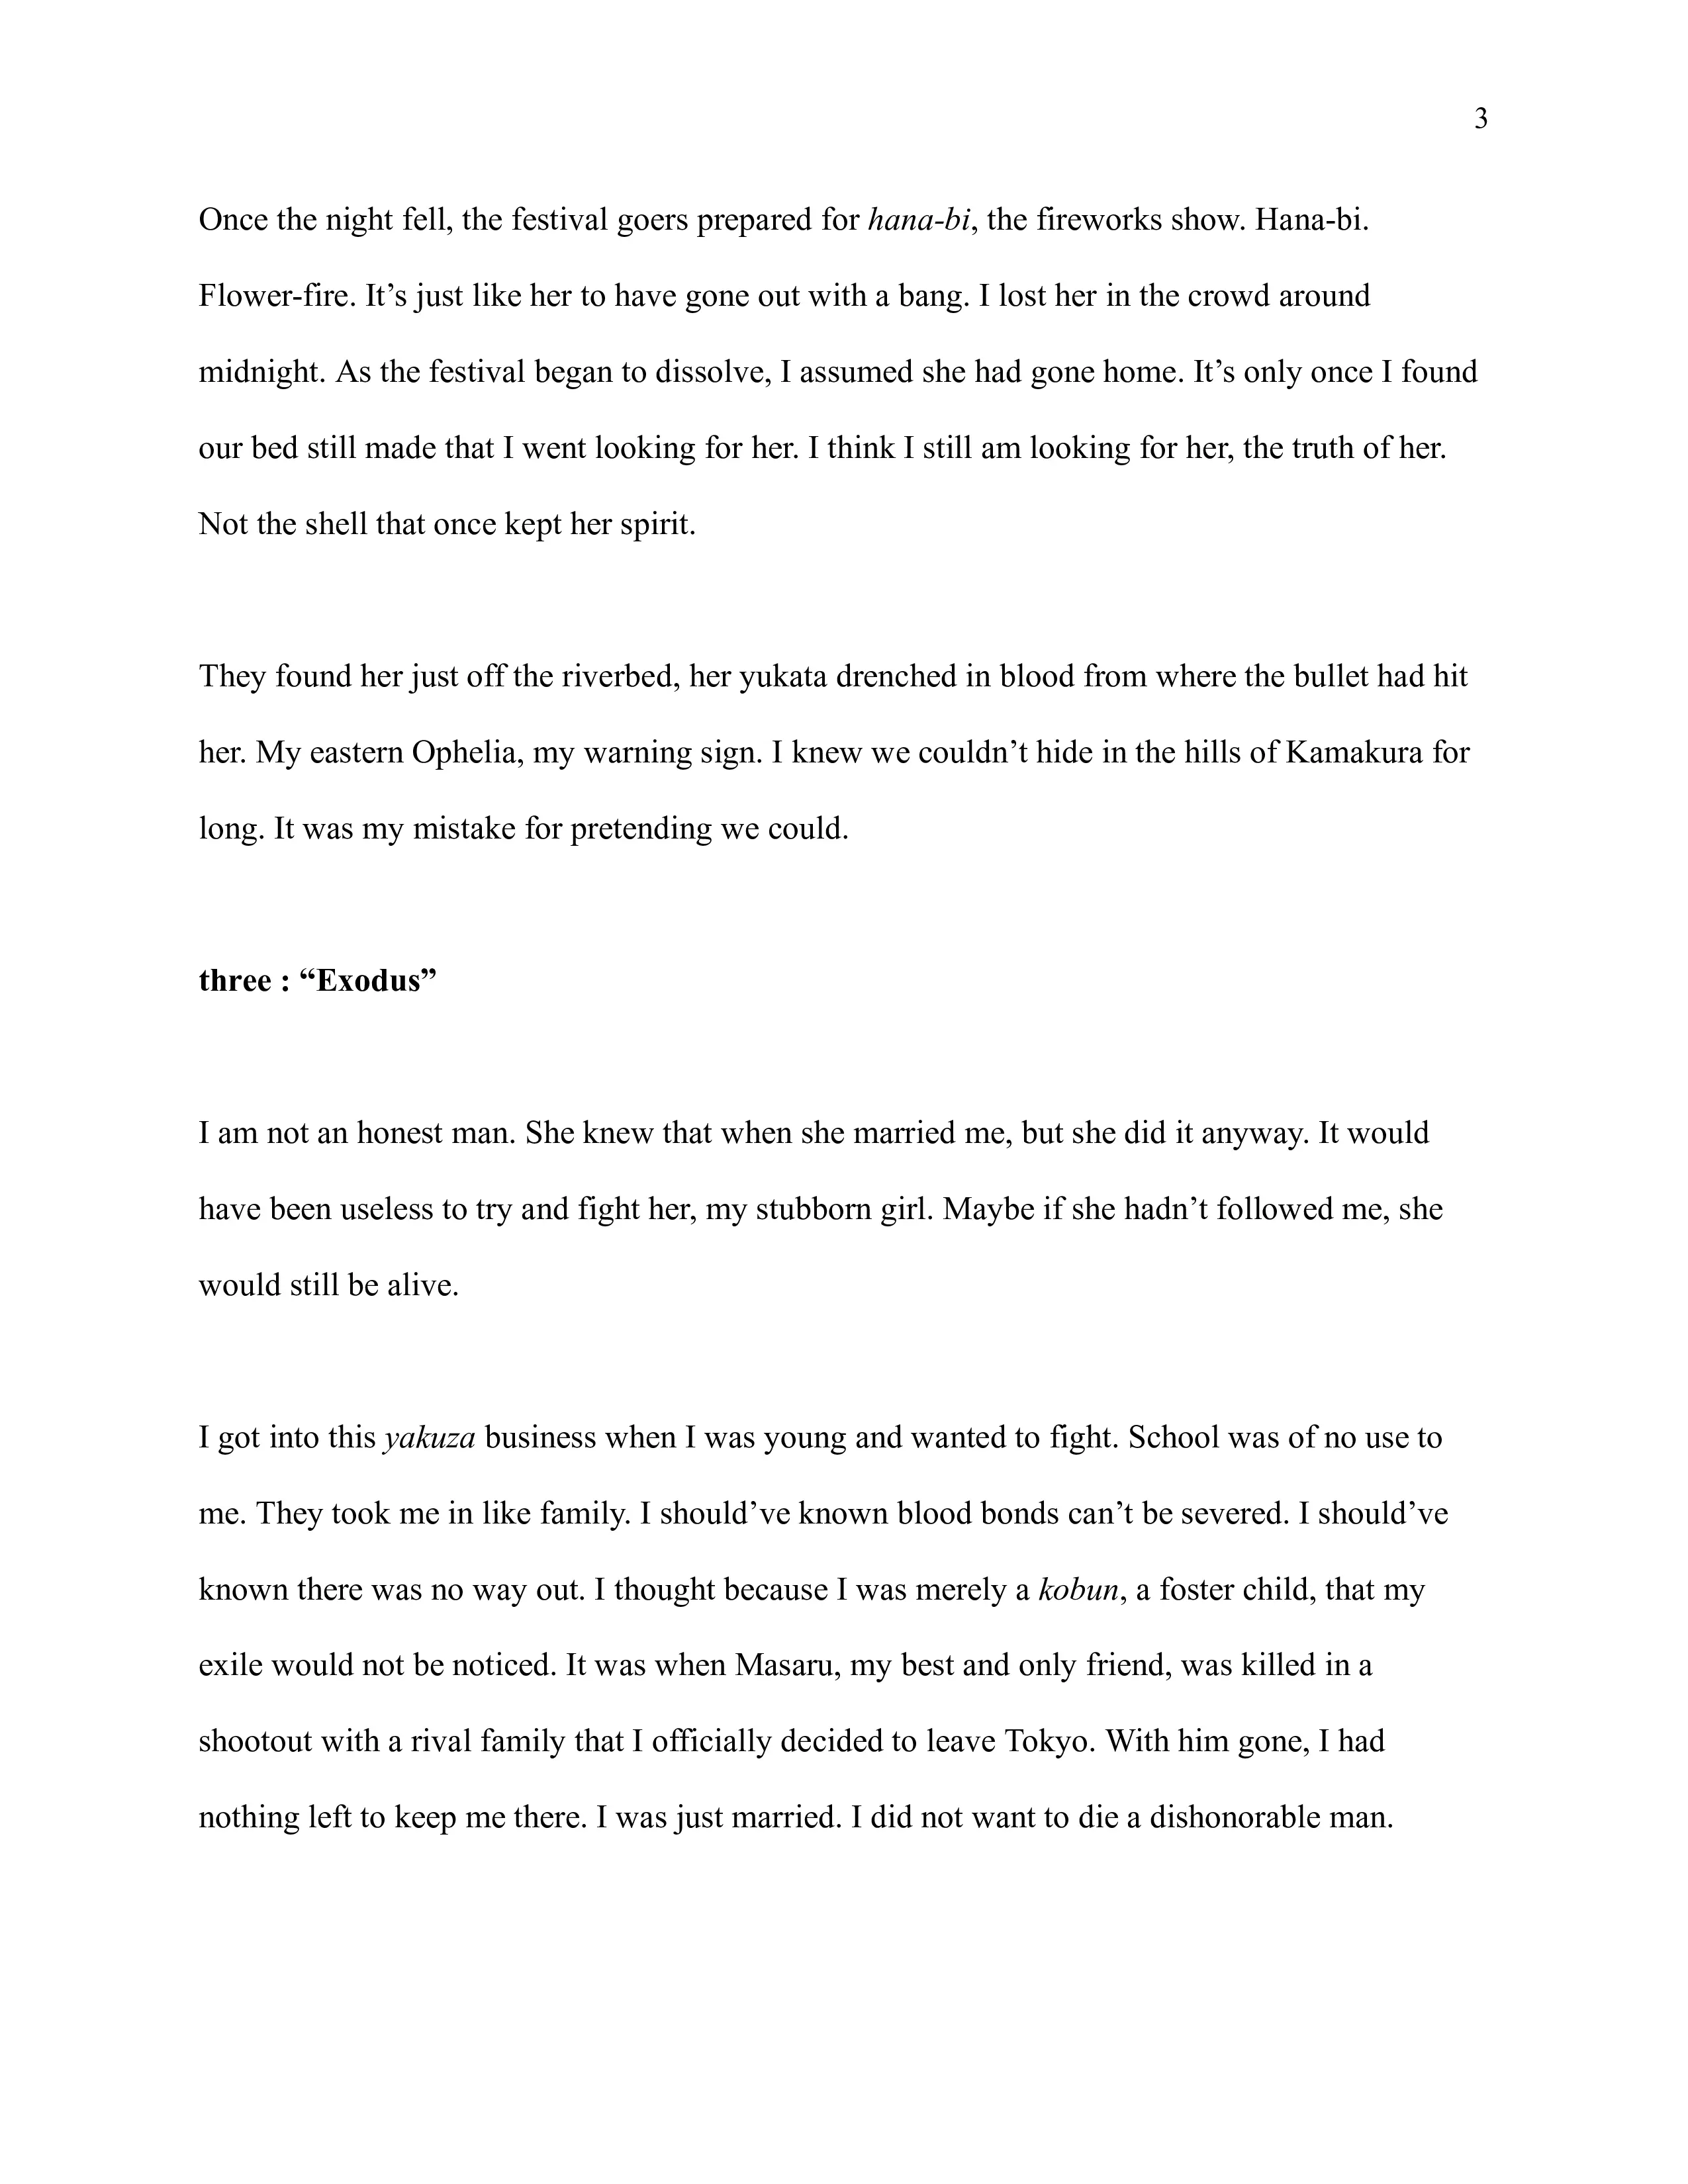 3
Once the night fell, the festival goers prepared for hana-bi, the fireworks show. Hana-bi.
Flower-fire. It’s just like her to have gone out with a bang. I lost her in the crowd around
midnight. As the festival began to dissolve, I assumed she had gone home. It’s only once I found
our bed still made that I went looking for her. I think I still am looking for her, the truth of her.
Not the shell that once kept her spirit.
They found her just off the riverbed, her yukata drenched in blood from where the bullet had hit
her. My eastern Ophelia, my warning sign. I knew we couldn’t hide in the hills of Kamakura for
long. It was my mistake for pretending we could.
three : “Exodus”
I am not an honest man. She knew that when she married me, but she did it anyway. It would
have been useless to try and fight her, my stubborn girl. Maybe if she hadn’t followed me, she
would still be alive.
I got into this yakuza business when I was young and wanted to fight. School was of no use to
me. They took me in like family. I should’ve known blood bonds can’t be severed. I should’ve
known there was no way out. I thought because I was merely a kobun, a foster child, that my
exile would not be noticed. It was when Masaru, my best and only friend, was killed in a
shootout with a rival family that I officially decided to leave Tokyo. With him gone, I had
nothing left to keep me there. I was just married. I did not want to die a dishonorable man.